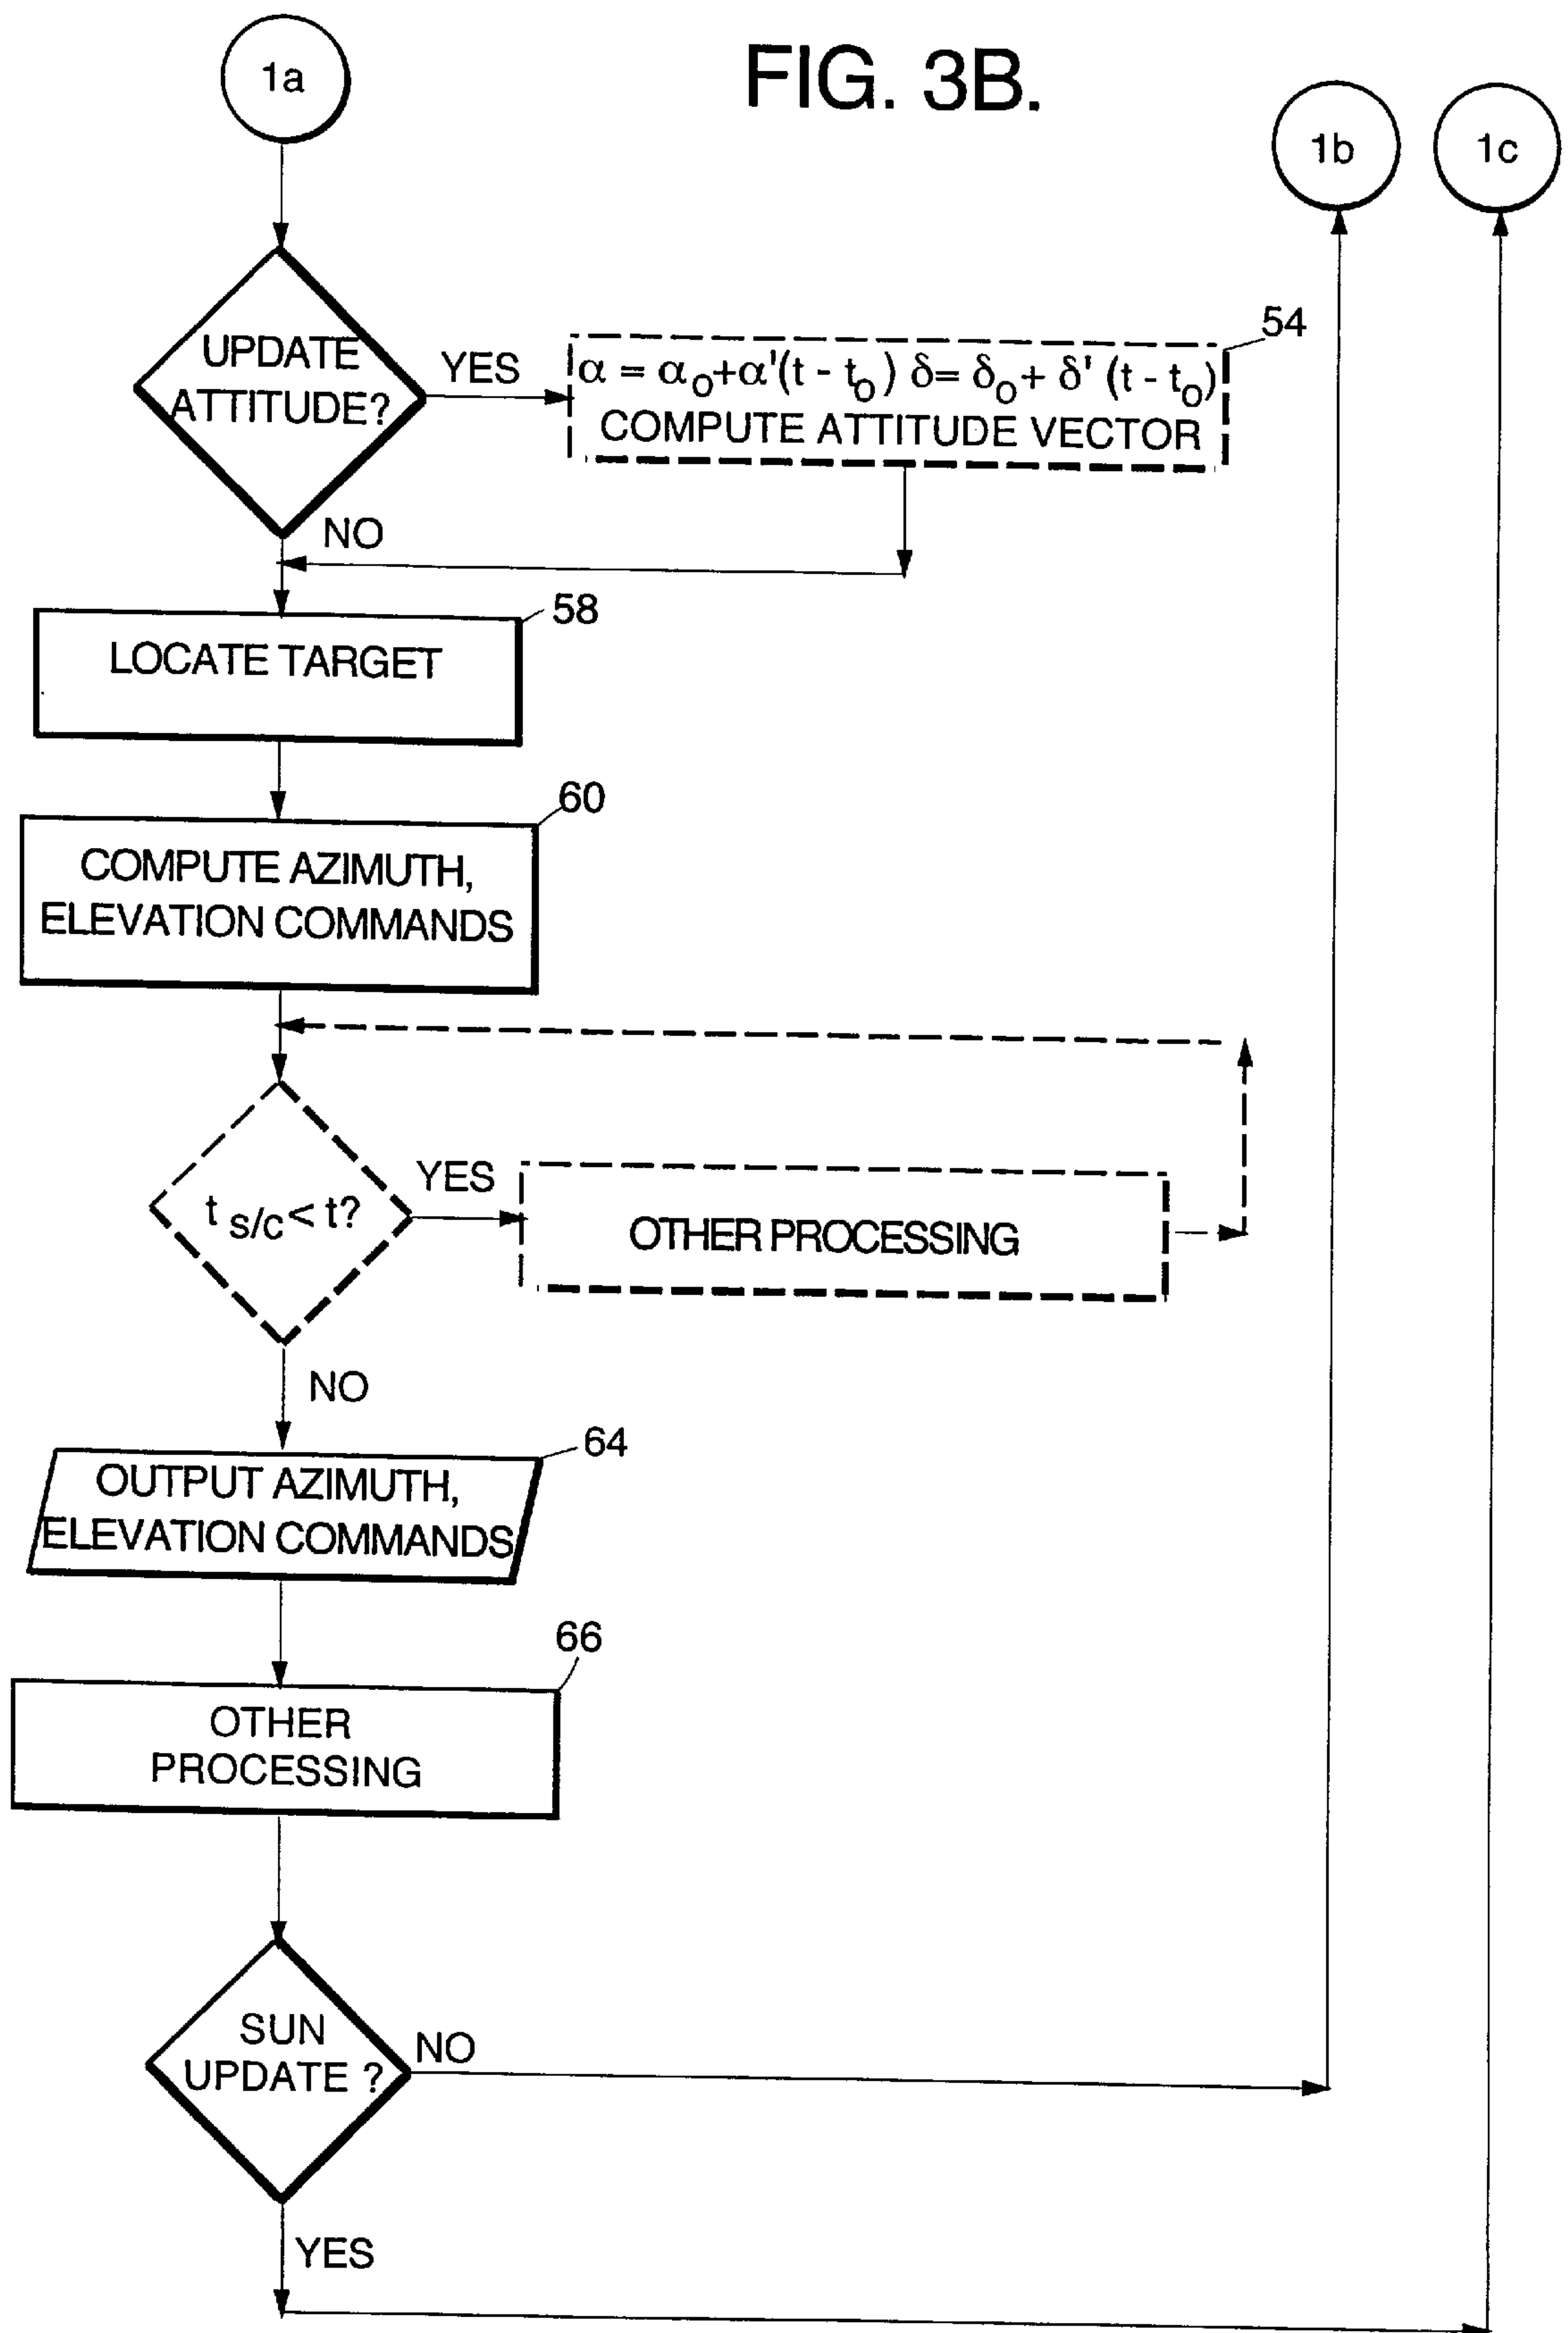 FIG. 3B.
1a
1b
1c
UPDATE
ATTITUDE?
YES
54
α = α₀+α'(t - t₀) δ= δ₀+ δ' (t - t₀)
COMPUTE ATTITUDE VECTOR
NO
58
LOCATE TARGET
60
COMPUTE AZIMUTH,
ELEVATION COMMANDS
t s/c < t?
YES
OTHER PROCESSING
NO
64
OUTPUT AZIMUTH,
ELEVATION COMMANDS
66
OTHER
PROCESSING
SUN
UPDATE ?
NO
YES